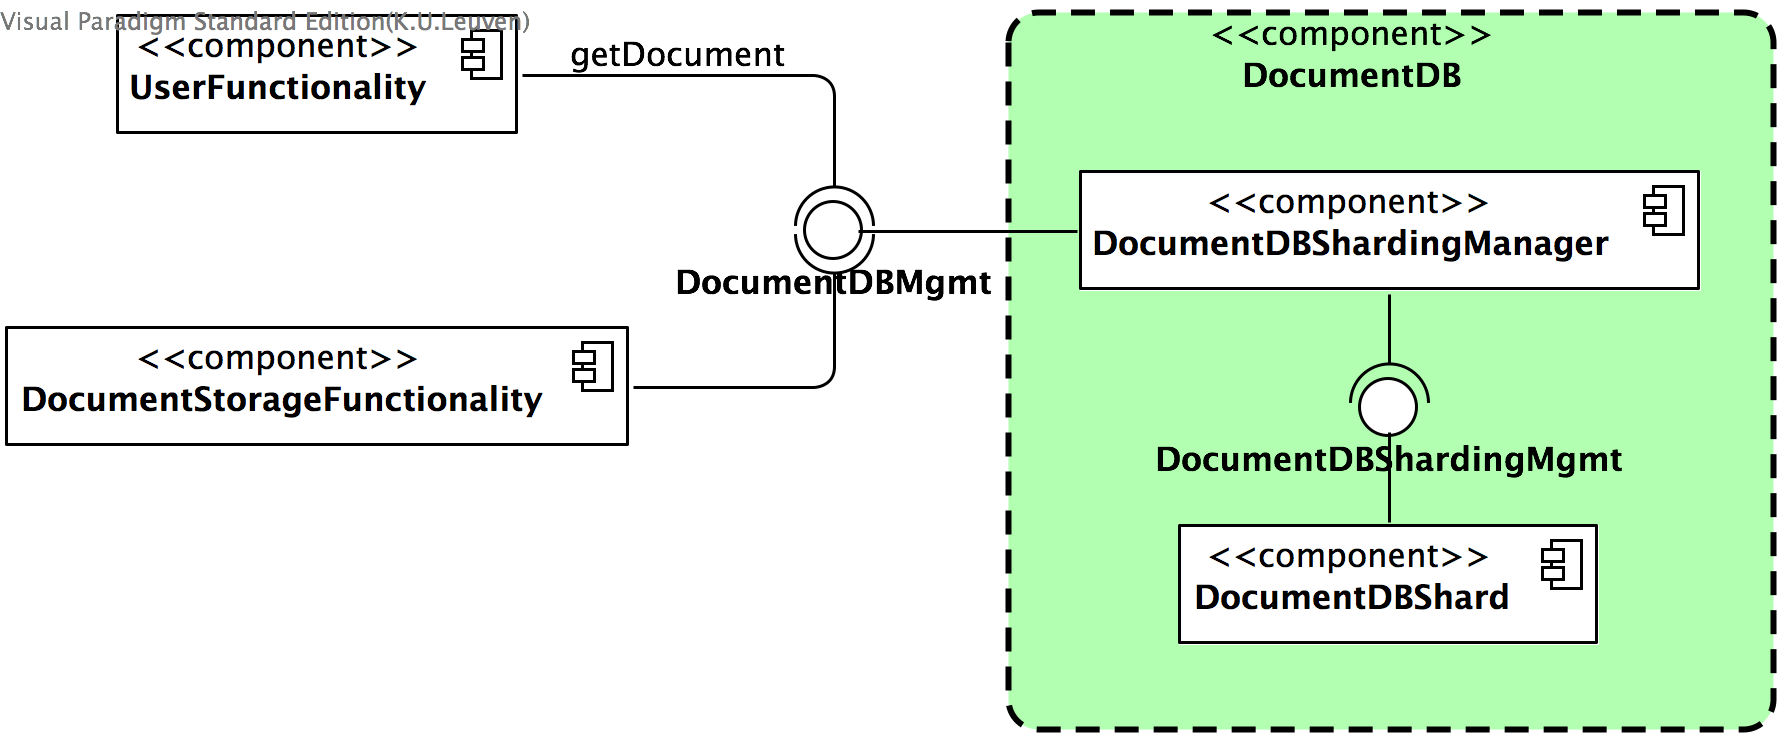 Visual Paradigm Standard Edition(K.U.Leuven)
<<component>>
UserFunctionality
getDocument
<<component>>
DocumentDB
<<component>>
DocumentDBShardingManager
DocumentDBMgmt
<<component>>
DocumentStorageFunctionality
DocumentDBShardingMgmt
<<component>>
DocumentDBShard